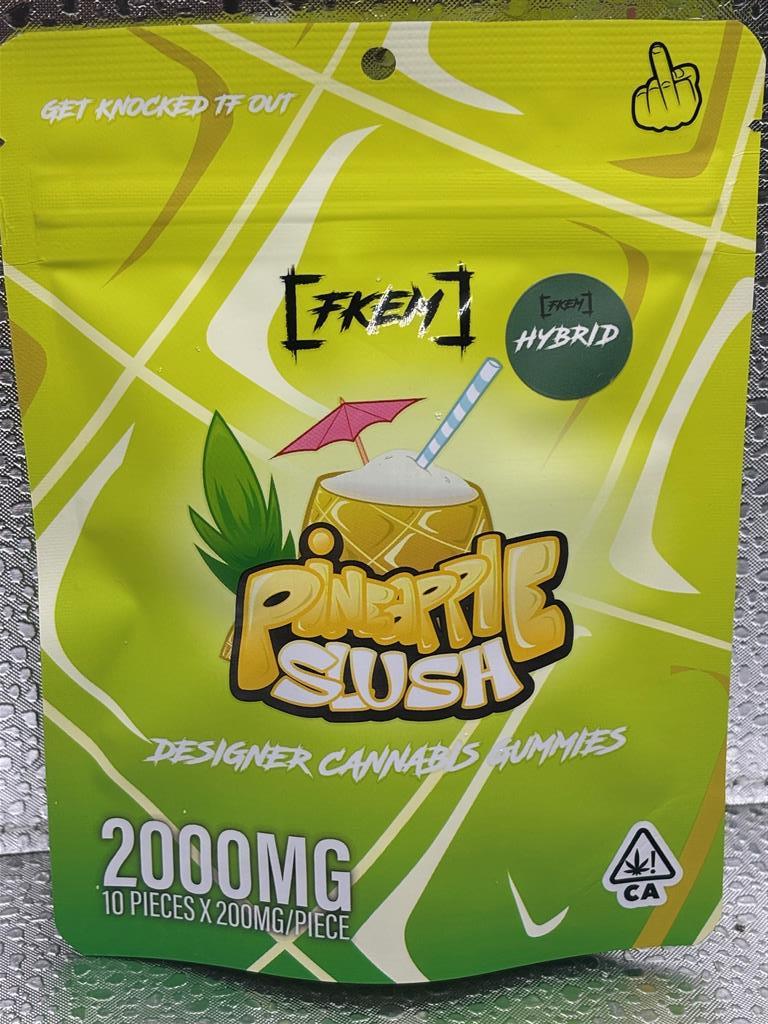 GET KNOCKED TF OUT
[FKEM]
[FKEM]
HYBRID
PINEAPPLE
SLUSH
DESIGNER CANNABIS GUMMIES
2000MG
10 PIECES X 200MG/PIECE
!
CA